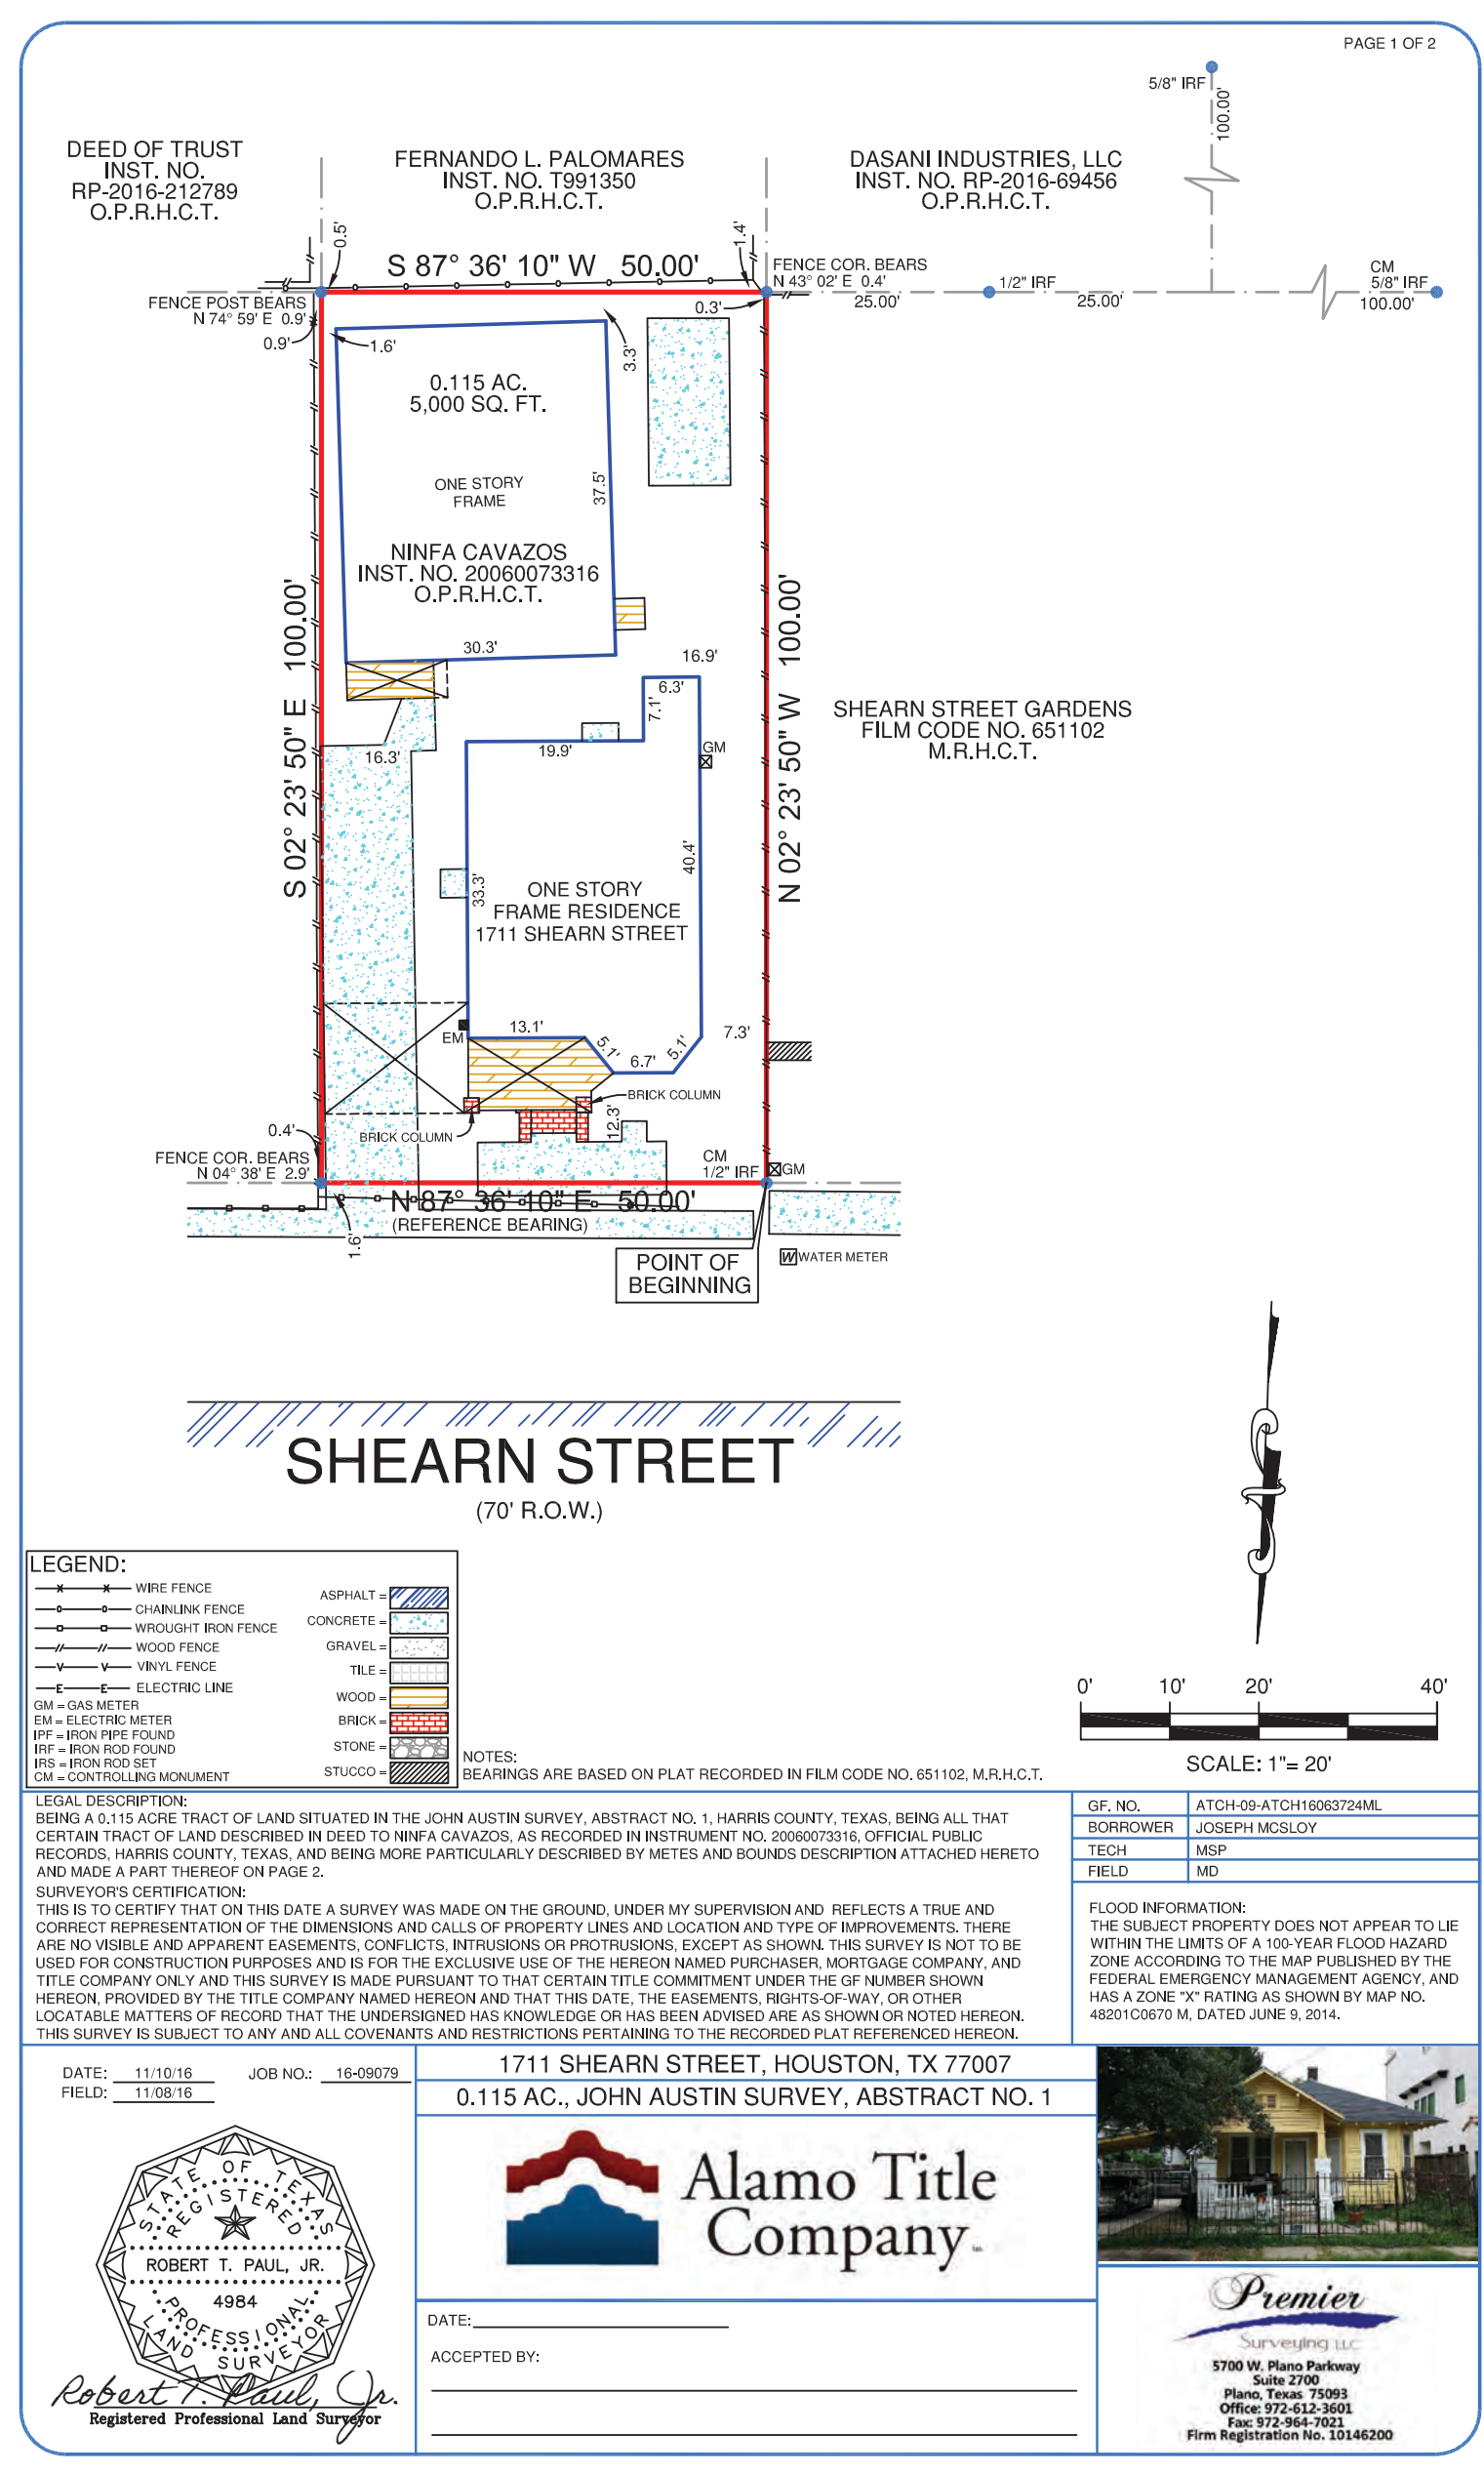 PAGE 1 OF 2
5/8" IRF
100.00'
DEED OF TRUST
INST. NO.
RP-2016-212789
O.P.R.H.C.T.
FERNANDO L. PALOMARES
INST. NO. T991350
O.P.R.H.C.T.
DASANI INDUSTRIES, LLC
INST. NO. RP-2016-69456
O.P.R.H.C.T.
0.5'
1.4'
S 87° 36' 10" W 50.00'
FENCE COR. BEARS
N 43° 02' E 0.4'
1/2" IRF
CM
5/8" IRF
25.00'
25.00'
100.00'
FENCE POST BEARS
N 74° 59' E 0.9'
0.3'
0.9'
1.6'
3.3'
0.115 AC.
5,000 SQ. FT.
ONE STORY
FRAME
37.5'
NINFA CAVAZOS
INST. NO. 20060073316
O.P.R.H.C.T.
30.3'
16.9'
6.3'
7.1'
S 02° 23' 50" E 100.00'
N 02° 23' 50" W 100.00'
SHEARN STREET GARDENS
FILM CODE NO. 651102
M.R.H.C.T.
16.3'
19.9'
GM
40.4'
33.3'
ONE STORY
FRAME RESIDENCE
1711 SHEARN STREET
EM
13.1'
5.1'
6.7'
5.1'
7.3'
BRICK COLUMN
12.3'
BRICK COLUMN
0.4'
FENCE COR. BEARS
N 04° 38' E 2.9'
CM
1/2" IRF
GM
N 87° 36' 10" E 50.00'
(REFERENCE BEARING)
1.6'
POINT OF
BEGINNING
W WATER METER
SHEARN STREET
(70' R.O.W.)
LEGEND:
WIRE FENCE
CHAINLINK FENCE
WROUGHT IRON FENCE
WOOD FENCE
V V VINYL FENCE
E E ELECTRIC LINE
GM = GAS METER
EM = ELECTRIC METER
IPF = IRON PIPE FOUND
IRF = IRON ROD FOUND
IRS = IRON ROD SET
CM = CONTROLLING MONUMENT
ASPHALT =
CONCRETE =
GRAVEL =
TILE =
WOOD =
BRICK =
STONE =
STUCCO =
0' 10' 20' 40'
SCALE: 1"= 20'
NOTES:
BEARINGS ARE BASED ON PLAT RECORDED IN FILM CODE NO. 651102, M.R.H.C.T.
LEGAL DESCRIPTION:
BEING A 0.115 ACRE TRACT OF LAND SITUATED IN THE JOHN AUSTIN SURVEY, ABSTRACT NO. 1, HARRIS COUNTY, TEXAS, BEING ALL THAT
CERTAIN TRACT OF LAND DESCRIBED IN DEED TO NINFA CAVAZOS, AS RECORDED IN INSTRUMENT NO. 20060073316, OFFICIAL PUBLIC
RECORDS, HARRIS COUNTY, TEXAS, AND BEING MORE PARTICULARLY DESCRIBED BY METES AND BOUNDS DESCRIPTION ATTACHED HERETO
AND MADE A PART THEREOF ON PAGE 2.
SURVEYOR'S CERTIFICATION:
THIS IS TO CERTIFY THAT ON THIS DATE A SURVEY WAS MADE ON THE GROUND, UNDER MY SUPERVISION AND REFLECTS A TRUE AND
CORRECT REPRESENTATION OF THE DIMENSIONS AND CALLS OF PROPERTY LINES AND LOCATION AND TYPE OF IMPROVEMENTS. THERE
ARE NO VISIBLE AND APPARENT EASEMENTS, CONFLICTS, INTRUSIONS OR PROTRUSIONS, EXCEPT AS SHOWN. THIS SURVEY IS NOT TO BE
USED FOR CONSTRUCTION PURPOSES AND IS FOR THE EXCLUSIVE USE OF THE HEREON NAMED PURCHASER, MORTGAGE COMPANY, AND
TITLE COMPANY ONLY AND THIS SURVEY IS MADE PURSUANT TO THAT CERTAIN TITLE COMMITMENT UNDER THE GF NUMBER SHOWN
HEREON, PROVIDED BY THE TITLE COMPANY NAMED HEREON AND THAT THIS DATE, THE EASEMENTS, RIGHTS-OF-WAY, OR OTHER
LOCATABLE MATTERS OF RECORD THAT THE UNDERSIGNED HAS KNOWLEDGE OR HAS BEEN ADVISED ARE AS SHOWN OR NOTED HEREON.
THIS SURVEY IS SUBJECT TO ANY AND ALL COVENANTS AND RESTRICTIONS PERTAINING TO THE RECORDED PLAT REFERENCED HEREON.
GF. NO. ATCH-09-ATCH16063724ML
BORROWER JOSEPH MCSLOY
TECH MSP
FIELD MD
FLOOD INFORMATION:
THE SUBJECT PROPERTY DOES NOT APPEAR TO LIE
WITHIN THE LIMITS OF A 100-YEAR FLOOD HAZARD
ZONE ACCORDING TO THE MAP PUBLISHED BY THE
FEDERAL EMERGENCY MANAGEMENT AGENCY, AND
HAS A ZONE "X" RATING AS SHOWN BY MAP NO.
48201C0670 M, DATED JUNE 9, 2014.
DATE: 11/10/16 JOB NO.: 16-09079
FIELD: 11/08/16
STATE OF TEXAS
REGISTERED
ROBERT T. PAUL, JR.
4984
PROFESSIONAL
LAND SURVEYOR
Robert T. Paul, Jr.
Registered Professional Land Surveyor
1711 SHEARN STREET, HOUSTON, TX 77007
0.115 AC., JOHN AUSTIN SURVEY, ABSTRACT NO. 1
Alamo Title
Company
DATE:
ACCEPTED BY:
Premier
Surveying LLC
5700 W. Plano Parkway
Suite 2700
Plano, Texas 75093
Office: 972-612-3601
Fax: 972-964-7021
Firm Registration No. 10146200